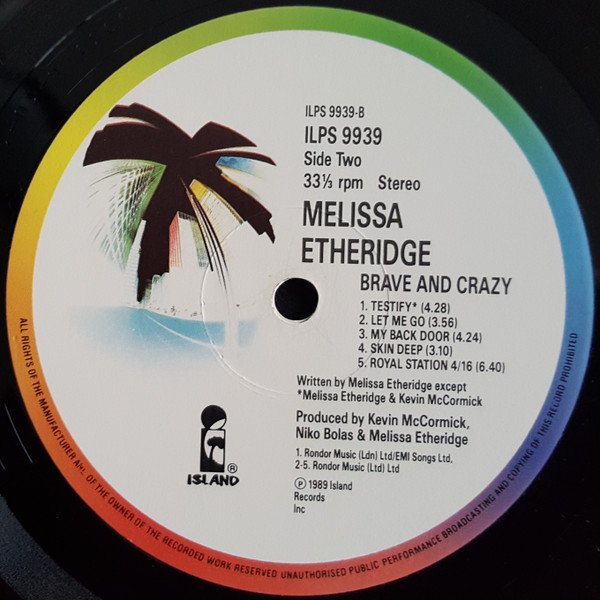 ILPS 9939-B
ILPS 9939
Side Two
33⅓ rpm Stereo
MELISSA
ETHERIDGE
BRAVE AND CRAZY
1. TESTIFY* (4.28)
2. LET ME GO (3.56)
3. MY BACK DOOR (4.24)
4. SKIN DEEP (3.10)
5. ROYAL STATION 4/16 (6.40)
Written by Melissa Etheridge except
*Melissa Etheridge & Kevin McCormick
Produced by Kevin McCormick,
Niko Bolas & Melissa Etheridge
1. Rondor Music (Ldn) Ltd/EMI Songs Ltd,
2-5. Rondor Music (Ltd) Ltd
℗ 1989 Island
Records
Inc
ISLAND®
ALL RIGHTS OF THE MANUFACTURER AND OF THE OWNER OF THE RECORDED WORK RESERVED UNAUTHORISED PUBLIC PERFORMANCE BROADCASTING AND COPYING OF THIS RECORD PROHIBITED